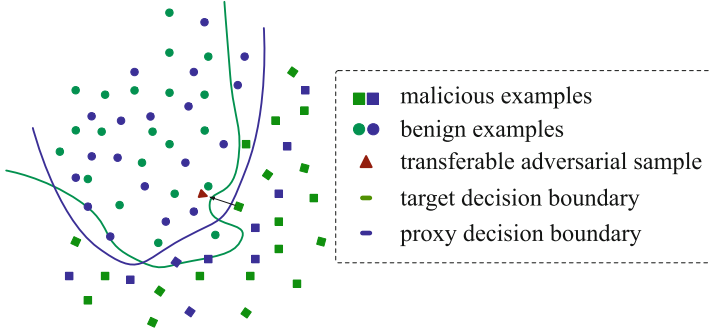 malicious examples
benign examples
transferable adversarial sample
target decision boundary
proxy decision boundary